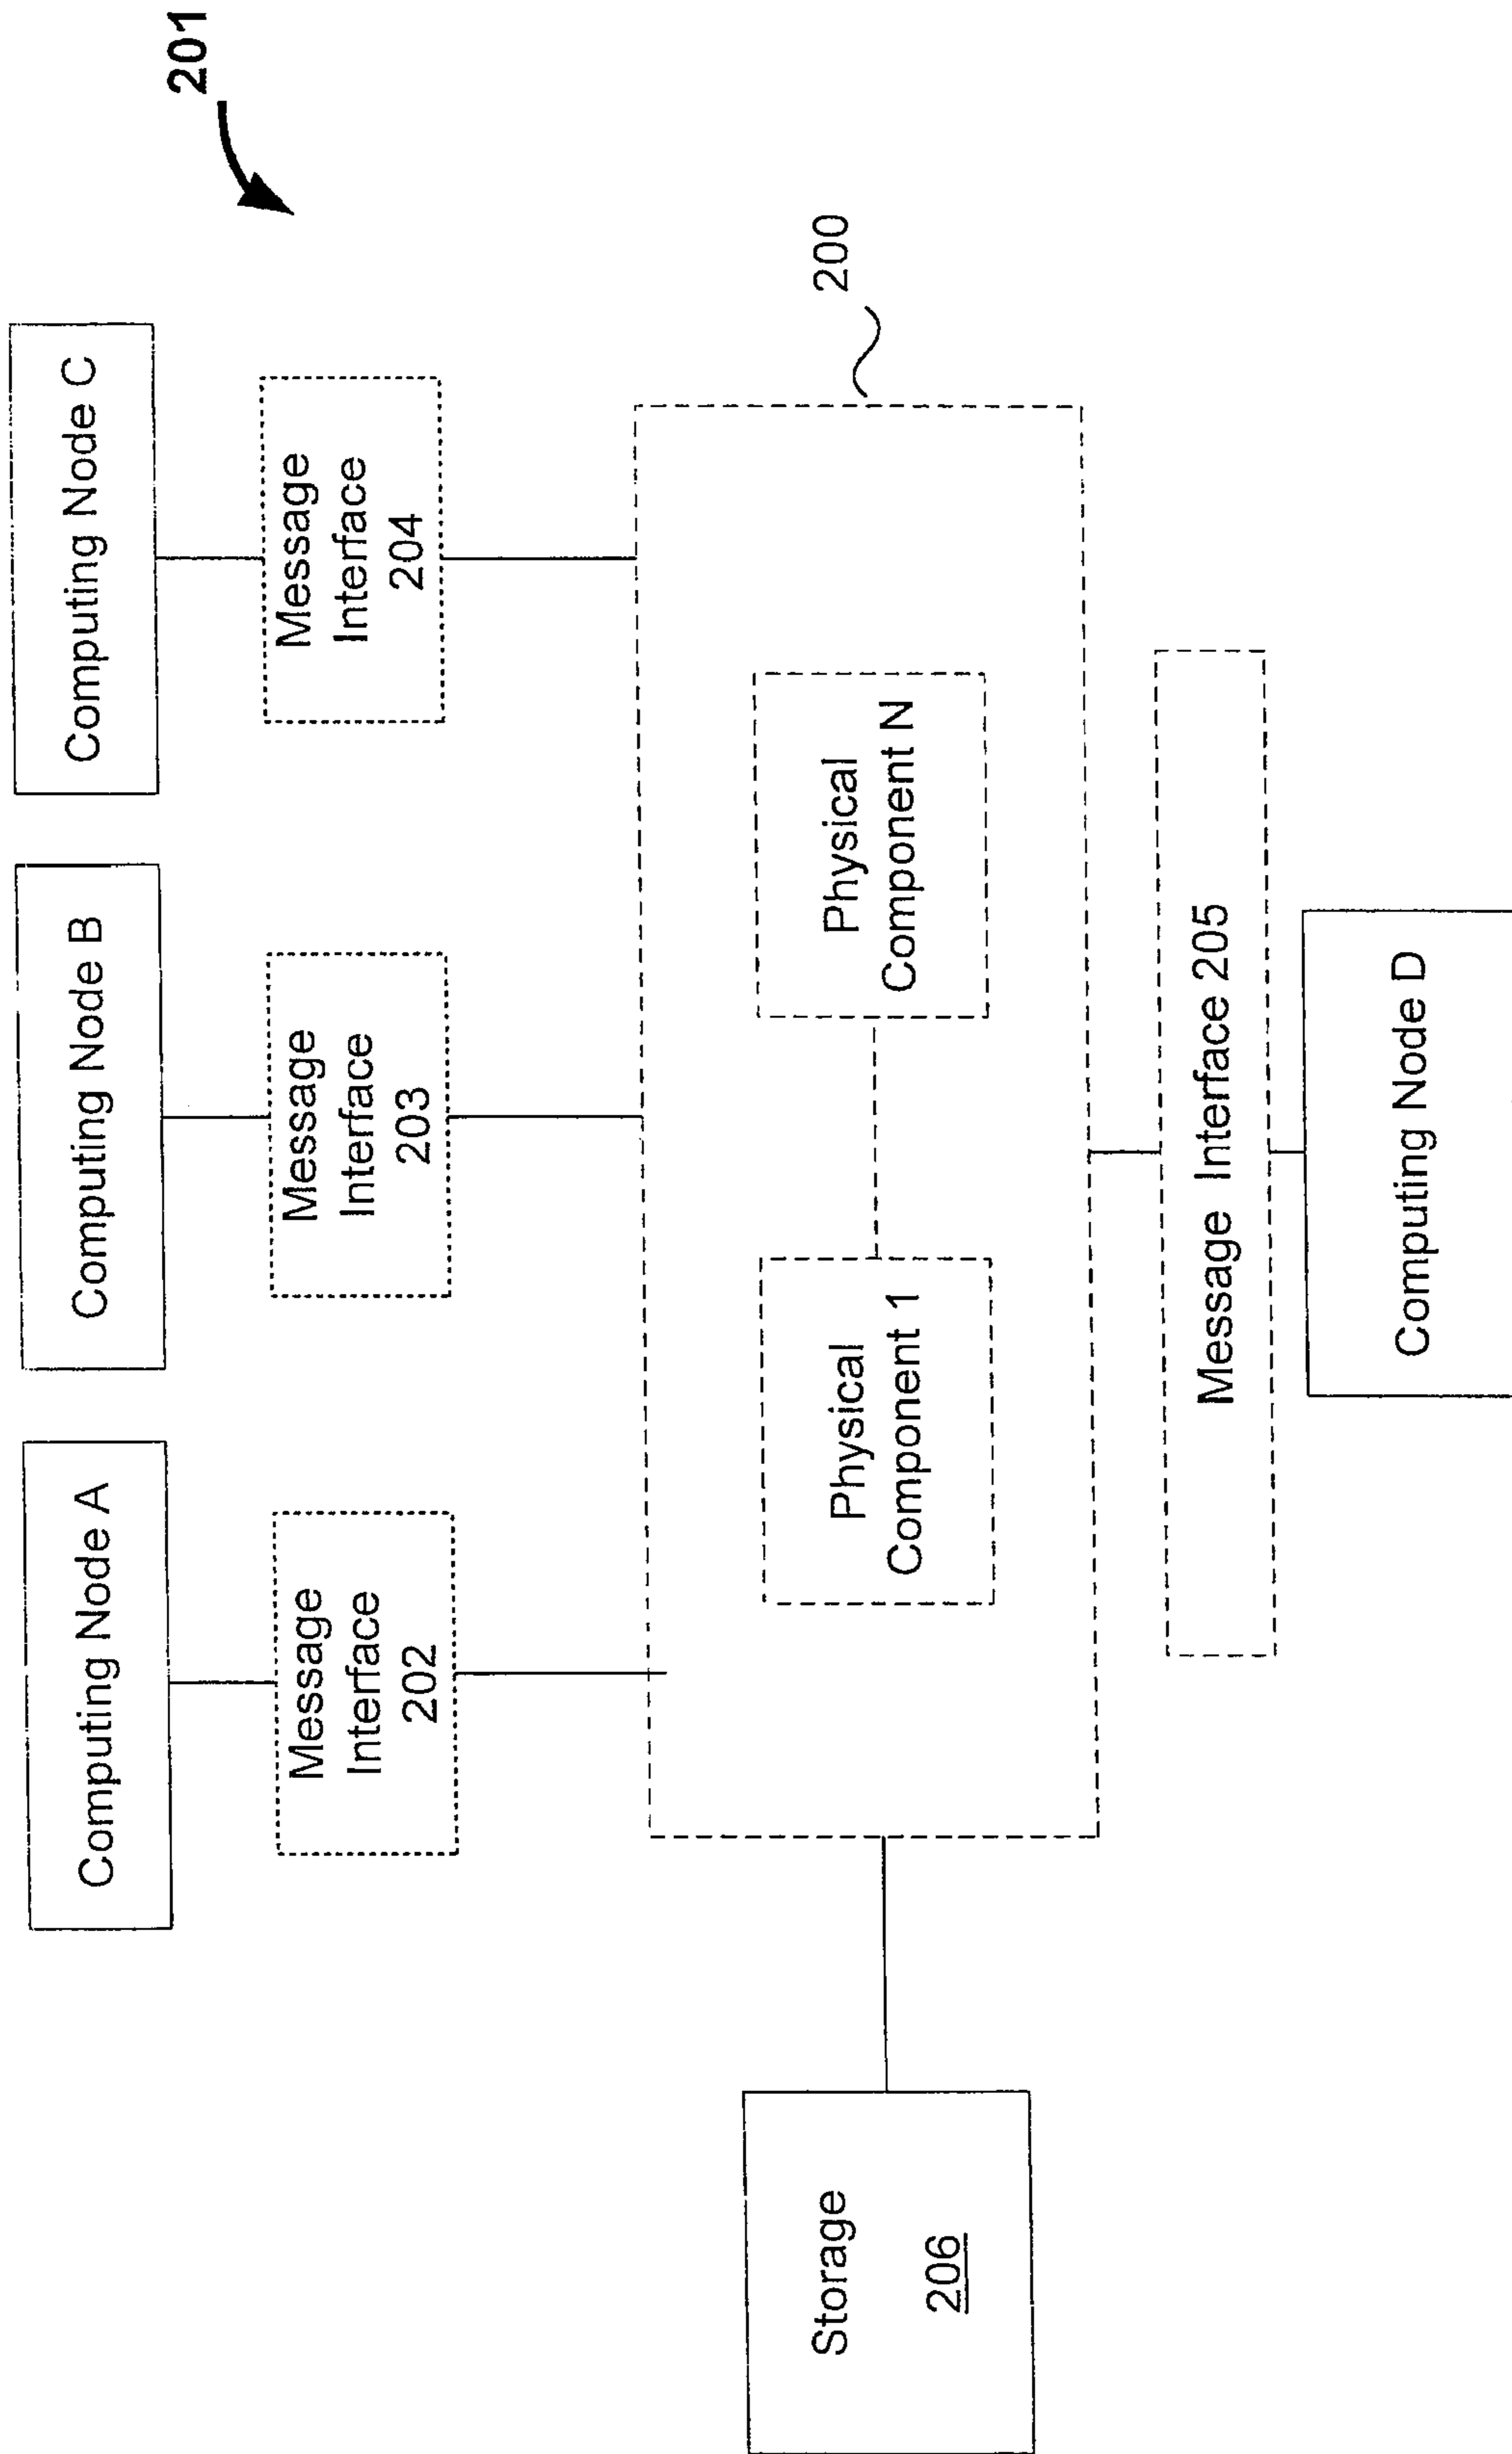 201
Computing Node A
Computing Node B
Computing Node C
Message
Interface
202
Message
Interface
203
Message
Interface
204
200
Physical
Component 1
Physical
Component N
Storage
206
Message Interface 205
Computing Node D